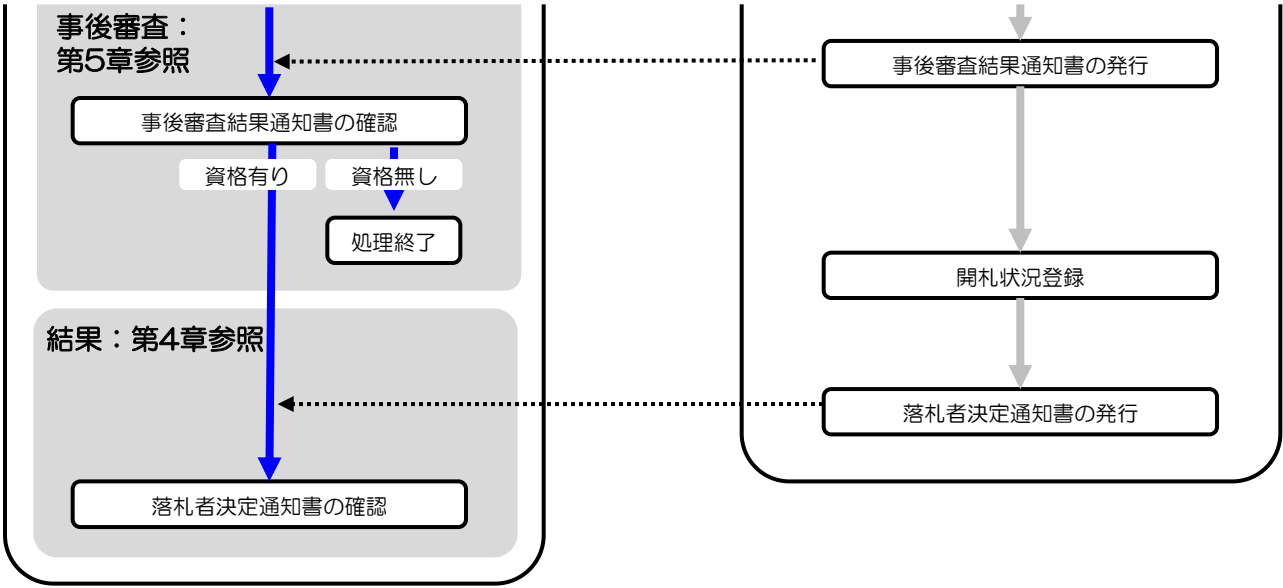 事後審査：
第5章参照
事後審査結果通知書の確認
資格有り
資格無し
処理終了
結果：第4章参照
落札者決定通知書の確認
事後審査結果通知書の発行
開札状況登録
落札者決定通知書の発行